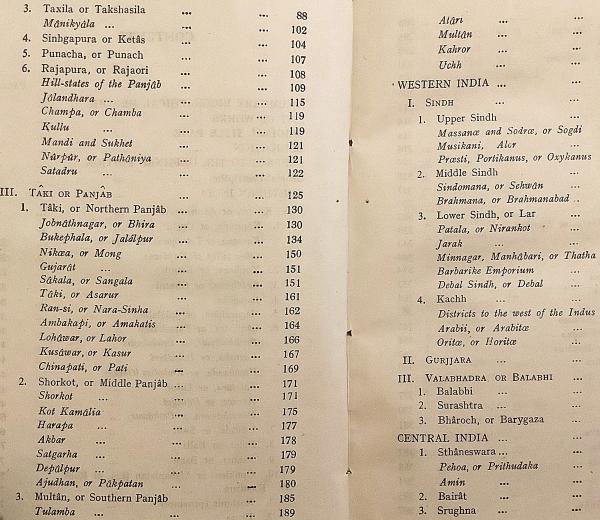 3. Taxila or Takshasila ... ... 88
Mânikyâla ... ... ... 102
4. Sinhgapura or Ketâs ... ... 104
5. Punacha, or Punach ... ... 107
6. Rajapura, or Rajaori ... ... 108
Hill-states of the Panjâb ... 109
Jâlandhara ... ... ... 115
Champa, or Chamba ... ... 119
Kullu ... ... ... 119
Mandi and Sukhet ... ... 121
Nûrpûr, or Pathâniya ... ... 121
Satadru ... ... ... 122
III. TÂKI OR PANJÂB ... ... 125
1. Tâki, or Northern Panjâb ... ... 130
Jobnâthnagar, or Bhira ... ... 130
Bukephala, or Jalâlpur ... ... 134
Nikœa, or Mong ... ... 150
Gujarât ... ... ... 151
Sâkala, or Sangala ... ... 151
Tâki, or Asarur ... ... 161
Ran-si, or Nara-Sinha ... ... 162
Ambakapi, or Amakatis ... ... 164
Lohâwar, or Lahor ... ... 166
Kusâwar, or Kasur ... ... 167
Chinapati, or Pati ... ... 169
2. Shorkot, or Middle Panjâb ... ... 171
Shorkot ... ... ... 171
Kot Kamâlia ... ... ... 175
Harapa ... ... ... 177
Akbar ... ... ... 178
Satgarha ... ... ... 179
Depâlpur ... ... ... 179
Ajudhan, or Pâkpatan ... ... 180
3. Multân, or Southern Panjâb ... 185
Tulamba ... ... ... 189
Atâri ... ...
Multân ... ...
Kahror ... ...
Uchh ... ...
WESTERN INDIA ... ...
I. SINDH ... ...
1. Upper Sindh ...
Massanœ and Sodrœ, or Sogdi
Musikani, Alor ...
Prœsti, Portikanus, or Oxykanus
2. Middle Sindh ...
Sindomana, or Sehwân ...
Brahmana, or Brahmanabad ..
3. Lower Sindh, or Lar ...
Patala, or Nirankot ...
Jarak ... ...
Minnagar, Manhâbari, or Thatha
Barbarike Emporium ...
Debal Sindh, or Debal ...
4. Kachh ... ...
Districts to the west of the Indus
Arabii, or Arabitœ ...
Oritœ, or Horitœ ...
II. GURJJARA ... ...
III. VALABHADRA OR BALABHI ...
1. Balabhi ... ...
2. Surashtra ... ...
3. Bhâroch, or Barygaza ...
CENTRAL INDIA ... ...
1. Sthâneswara ... ...
Pehoa, or Prithudaka ...
Amin ... ...
2. Bairât ... ...
3. Srughna ... ...